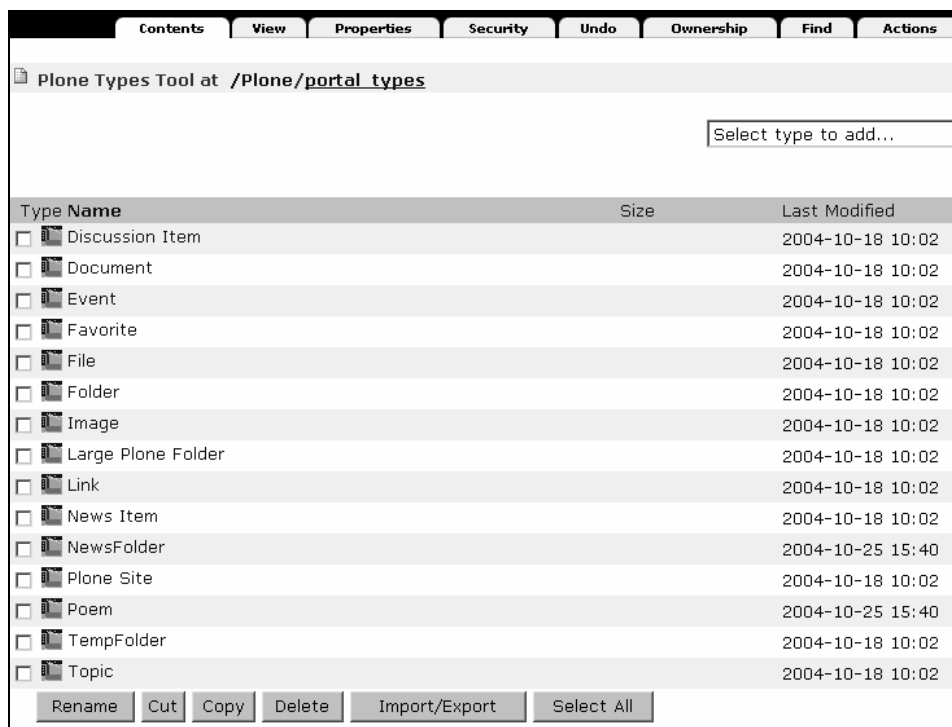 Contents View Properties Security Undo Ownership Find Actions
Plone Types Tool at /Plone/portal_types
Select type to add...
Type Name Size Last Modified
Discussion Item 2004-10-18 10:02
Document 2004-10-18 10:02
Event 2004-10-18 10:02
Favorite 2004-10-18 10:02
File 2004-10-18 10:02
Folder 2004-10-18 10:02
Image 2004-10-18 10:02
Large Plone Folder 2004-10-18 10:02
Link 2004-10-18 10:02
News Item 2004-10-18 10:02
NewsFolder 2004-10-25 15:40
Plone Site 2004-10-18 10:02
Poem 2004-10-25 15:40
TempFolder 2004-10-18 10:02
Topic 2004-10-18 10:02
Rename Cut Copy Delete Import/Export Select All